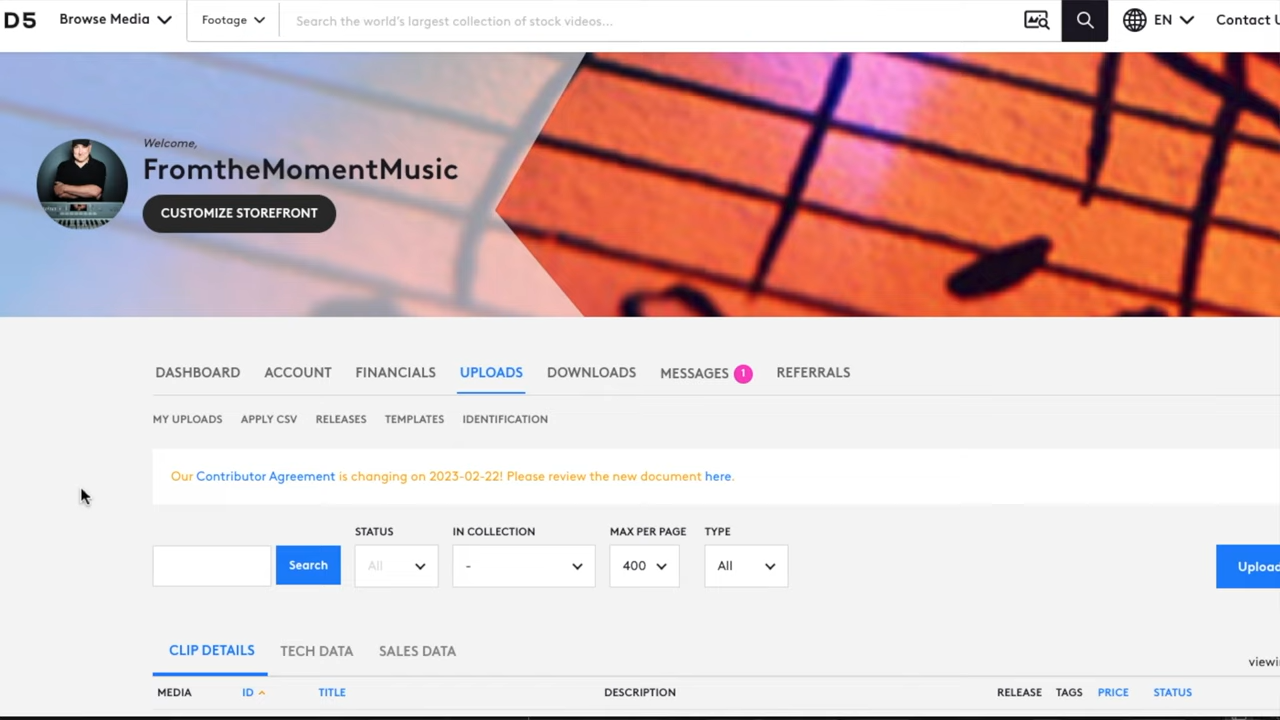 D5 Browse Media Footage Search the world's largest collection of stock videos... EN Contact U
Welcome,
FromtheMomentMusic
CUSTOMIZE STOREFRONT
DASHBOARD ACCOUNT FINANCIALS UPLOADS DOWNLOADS MESSAGES 1 REFERRALS
MY UPLOADS APPLY CSV RELEASES TEMPLATES IDENTIFICATION
Our Contributor Agreement is changing on 2023-02-22! Please review the new document here.
STATUS IN COLLECTION MAX PER PAGE TYPE
Search All - 400 All Upload
CLIP DETAILS TECH DATA SALES DATA
viewi
MEDIA ID TITLE DESCRIPTION RELEASE TAGS PRICE STATUS